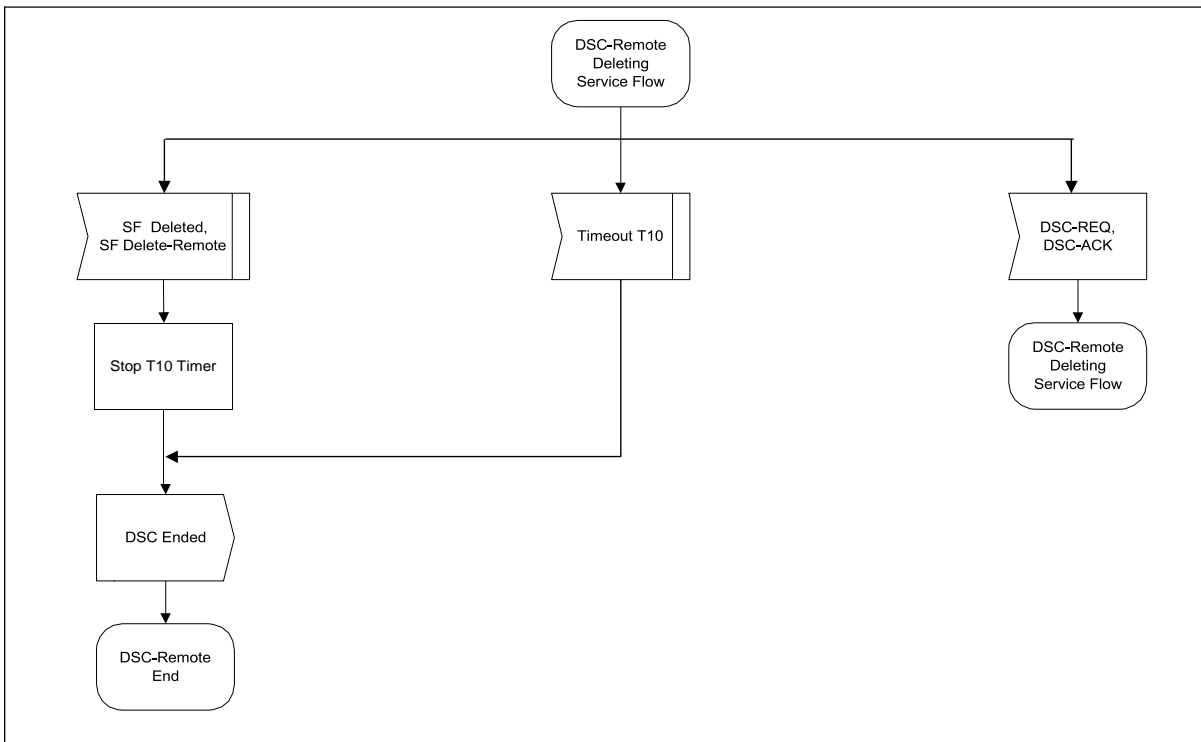 DSC-Remote
Deleting
Service Flow
SF Deleted,
SF Delete-Remote
Timeout T10
DSC-REQ,
DSC-ACK
Stop T10 Timer
DSC-Remote
Deleting
Service Flow
DSC Ended
DSC-Remote
End